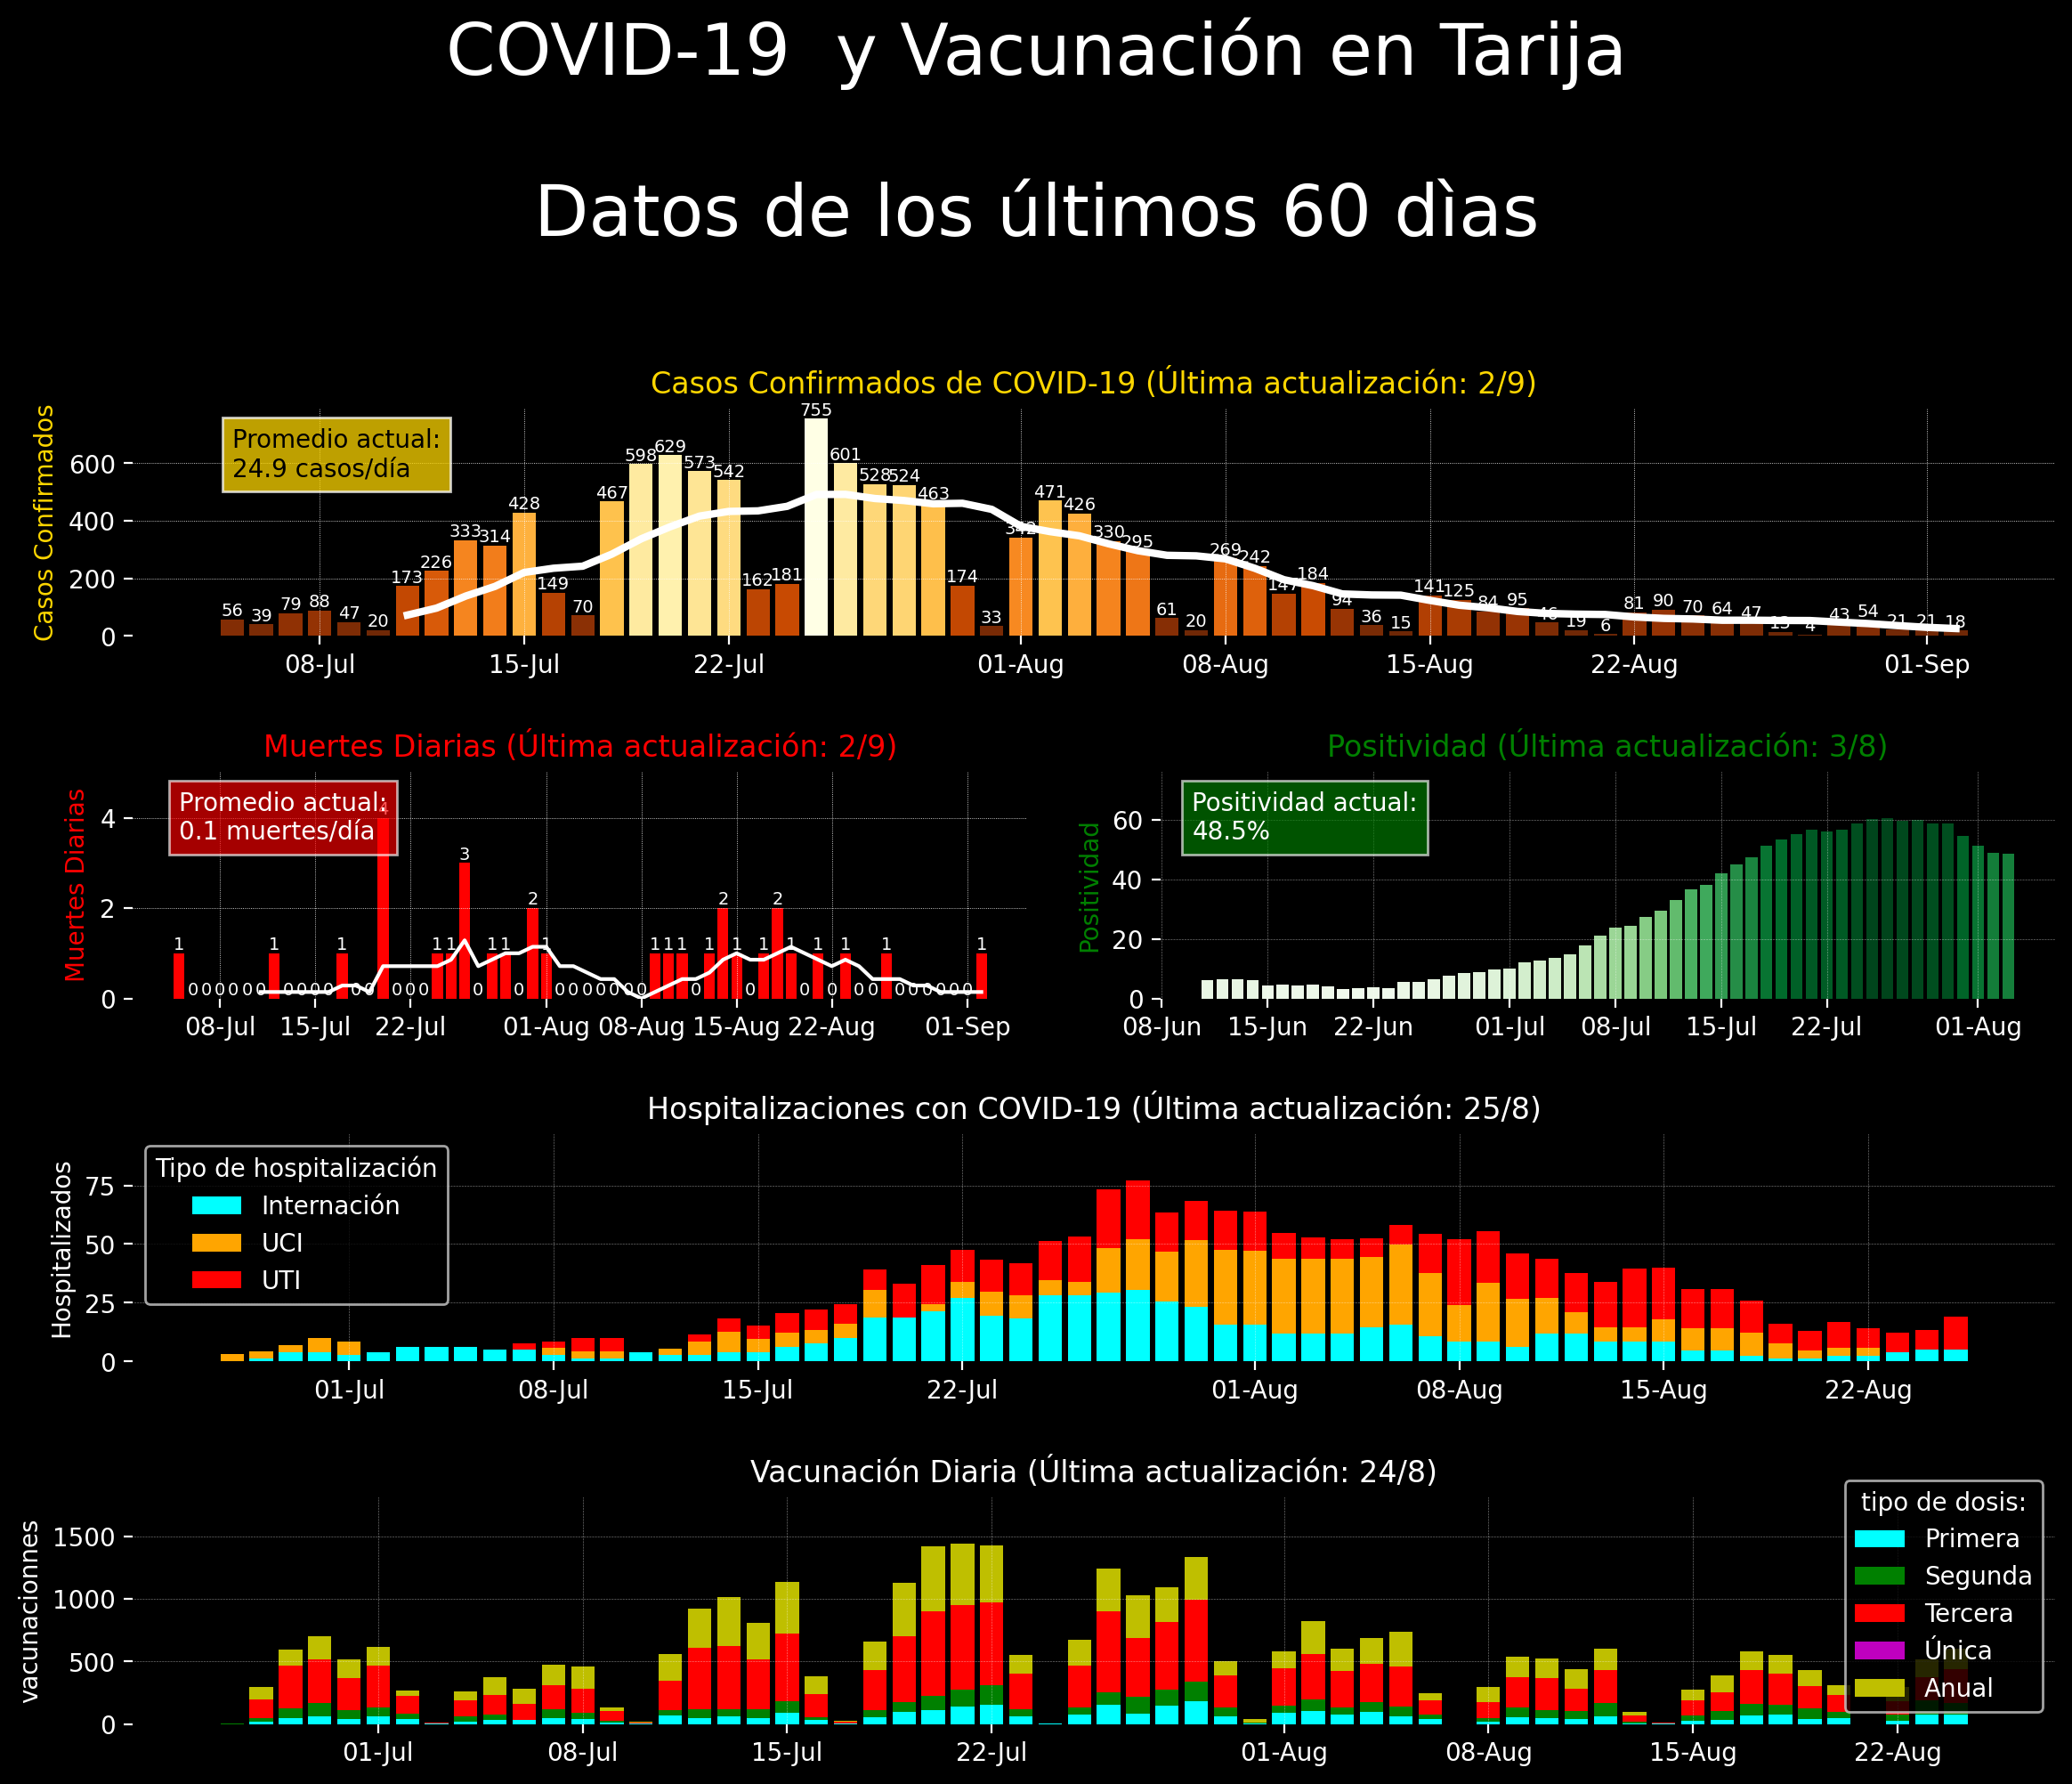 COVID-19  y Vacunación en Tarija
Datos de los últimos 60 dìas
Casos Confirmados de COVID-19 (Última actualización: 2/9)
Casos Confirmados
Promedio actual:
24.9 casos/día
600
400
200
0
56 39 79 88 47 20 173 226 333 314 428 149 70 467 598 629 573 542 162 181 755 601 528 524 463 174 33 342 471 426 330 295 61 20 269 242 147 184 94 36 15 141 125 84 95 46 19 6 81 90 70 64 47 13 4 43 54 21 21 18
08-Jul 15-Jul 22-Jul 01-Aug 08-Aug 15-Aug 22-Aug 01-Sep
Muertes Diarias (Última actualización: 2/9)
Muertes Diarias
Promedio actual:
0.1 muertes/día
4
2
0
1 0 0 0 0 0 0 1 0 0 0 0 1 0 0 4 0 0 0 1 1 3 0 1 1 0 2 1 0 0 0 0 0 0 0 1 1 1 0 1 2 1 0 1 2 1 0 1 0 1 0 0 1 0 0 0 0 0 0 1
08-Jul 15-Jul 22-Jul 01-Aug 08-Aug 15-Aug 22-Aug 01-Sep
Positividad (Última actualización: 3/8)
Positividad
Positividad actual:
48.5%
60
40
20
0
08-Jun 15-Jun 22-Jun 01-Jul 08-Jul 15-Jul 22-Jul 01-Aug
Hospitalizaciones con COVID-19 (Última actualización: 25/8)
Hospitalizados
Tipo de hospitalización
Internación
UCI
UTI
75
50
25
0
01-Jul 08-Jul 15-Jul 22-Jul 01-Aug 08-Aug 15-Aug 22-Aug
Vacunación Diaria (Última actualización: 24/8)
vacunaciones
1500
1000
500
0
tipo de dosis:
Primera
Segunda
Tercera
Única
Anual
01-Jul 08-Jul 15-Jul 22-Jul 01-Aug 08-Aug 15-Aug 22-Aug